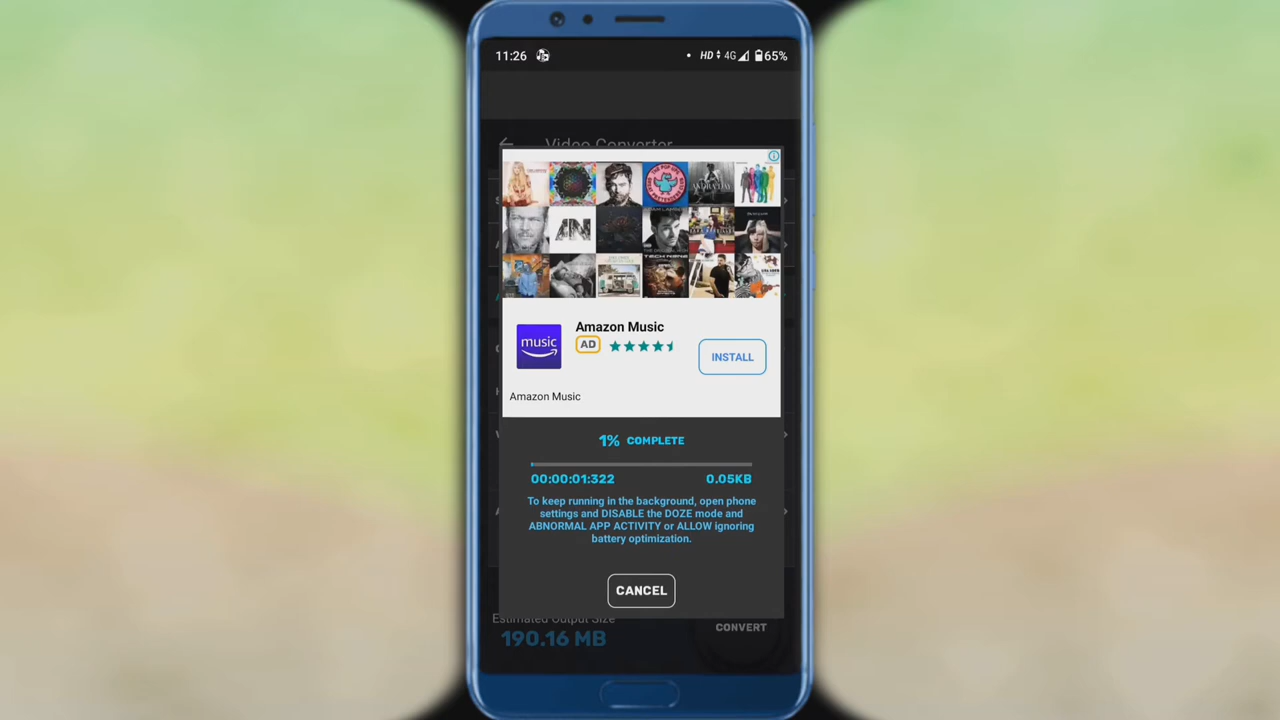 11:26
HD 4G 65%
Video Converter
Amazon Music
AD
INSTALL
music
Amazon Music
1% COMPLETE
00:00:01:322 0.05KB
To keep running in the background, open phone
settings and DISABLE the DOZE mode and
ABNORMAL APP ACTIVITY or ALLOW ignoring
battery optimization.
CANCEL
Estimated Output Size
190.16 MB
CONVERT